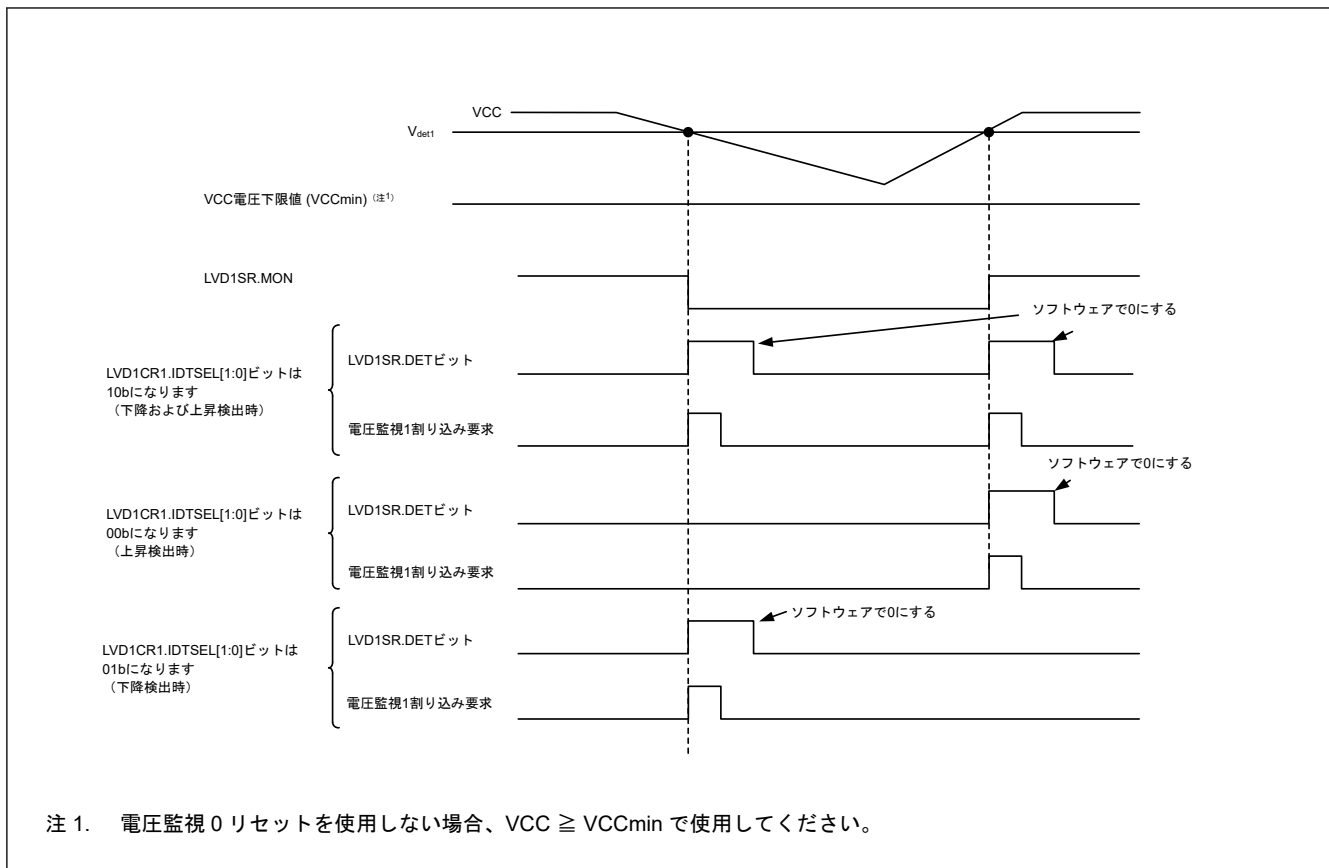 VCC
Vdet1
VCC電圧下限値 (VCCmin)（注1）
LVD1SR.MON
ソフトウェアで0にする
LVD1CR1.IDTSEL[1:0]ビットは
10bになります
（下降および上昇検出時）
LVD1SR.DETビット
電圧監視1割り込み要求
ソフトウェアで0にする
LVD1CR1.IDTSEL[1:0]ビットは
00bになります
（上昇検出時）
LVD1SR.DETビット
電圧監視1割り込み要求
ソフトウェアで0にする
LVD1CR1.IDTSEL[1:0]ビットは
01bになります
（下降検出時）
LVD1SR.DETビット
電圧監視1割り込み要求
注 1. 電圧監視 0 リセットを使用しない場合、VCC ≧ VCCmin で使用してください。